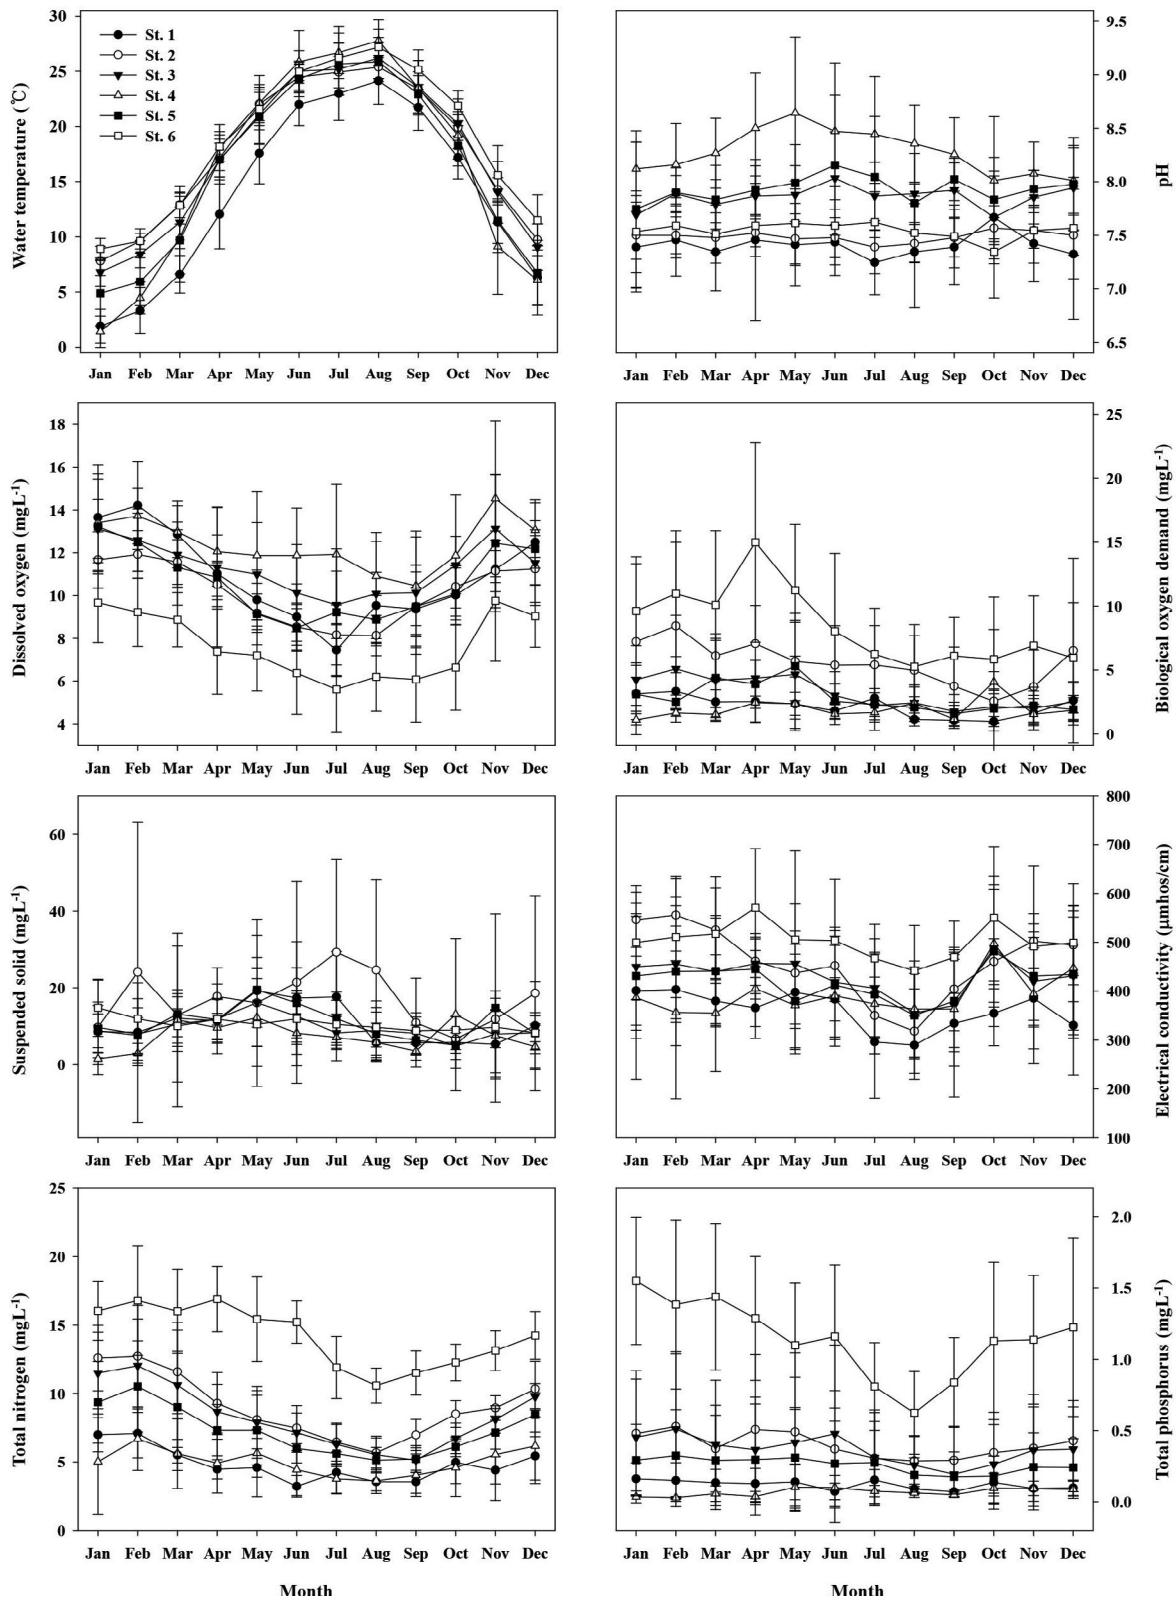 30
25
20
15
10
5
0
Water temperature (℃)
St. 1
St. 2
St. 3
St. 4
St. 5
St. 6
Jan Feb Mar Apr May Jun Jul Aug Sep Oct Nov Dec
9.5
9.0
8.5
8.0
7.5
7.0
6.5
pH
Jan Feb Mar Apr May Jun Jul Aug Sep Oct Nov Dec
18
16
14
12
10
8
6
4
Dissolved oxygen (mgL⁻¹)
Jan Feb Mar Apr May Jun Jul Aug Sep Oct Nov Dec
25
20
15
10
5
0
Biological oxygen demand (mgL⁻¹)
Jan Feb Mar Apr May Jun Jul Aug Sep Oct Nov Dec
60
40
20
0
Suspended solid (mgL⁻¹)
Jan Feb Mar Apr May Jun Jul Aug Sep Oct Nov Dec
800
700
600
500
400
300
200
100
Electrical conductivity (μmhos/cm)
Jan Feb Mar Apr May Jun Jul Aug Sep Oct Nov Dec
25
20
15
10
5
0
Total nitrogen (mgL⁻¹)
Jan Feb Mar Apr May Jun Jul Aug Sep Oct Nov Dec
Month
2.0
1.5
1.0
0.5
0.0
Total phosphorus (mgL⁻¹)
Jan Feb Mar Apr May Jun Jul Aug Sep Oct Nov Dec
Month